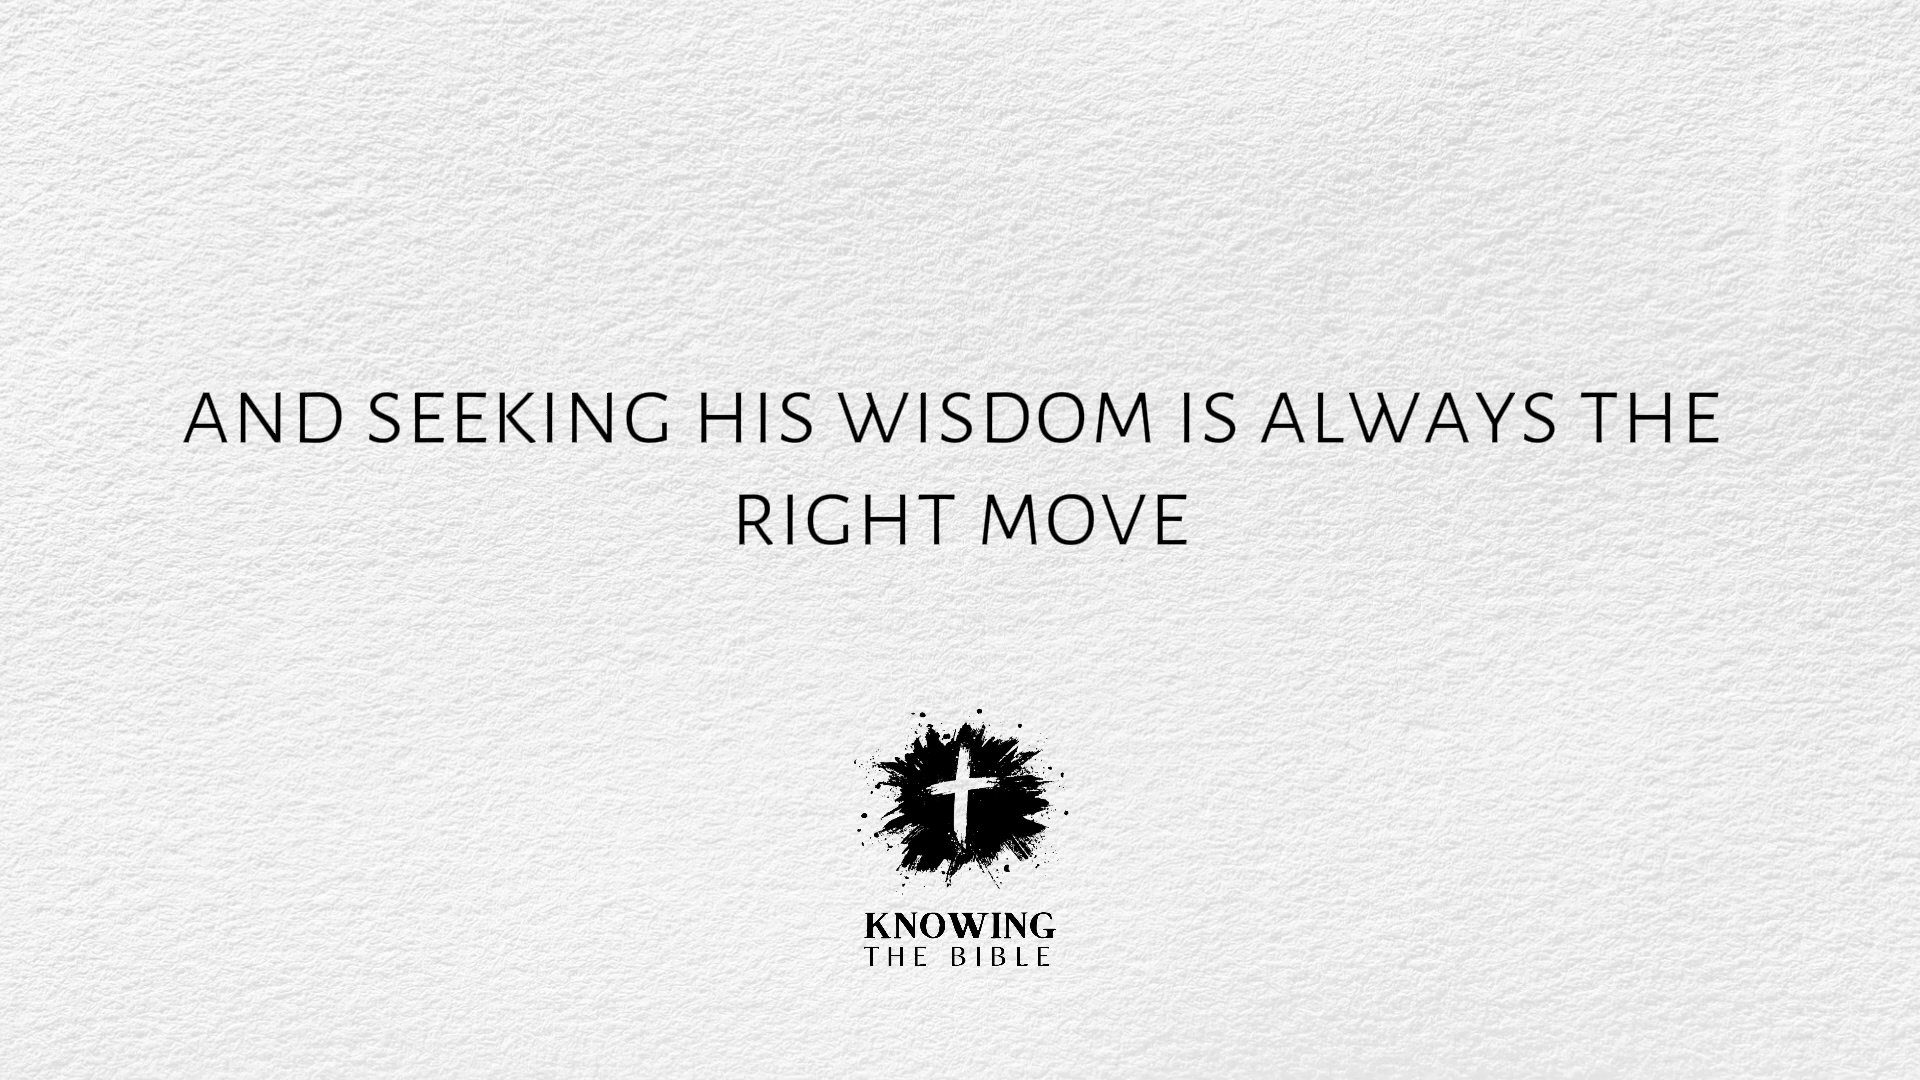 AND SEEKING HIS WISDOM IS ALWAYS THE
RIGHT MOVE
KNOWING
THE BIBLE